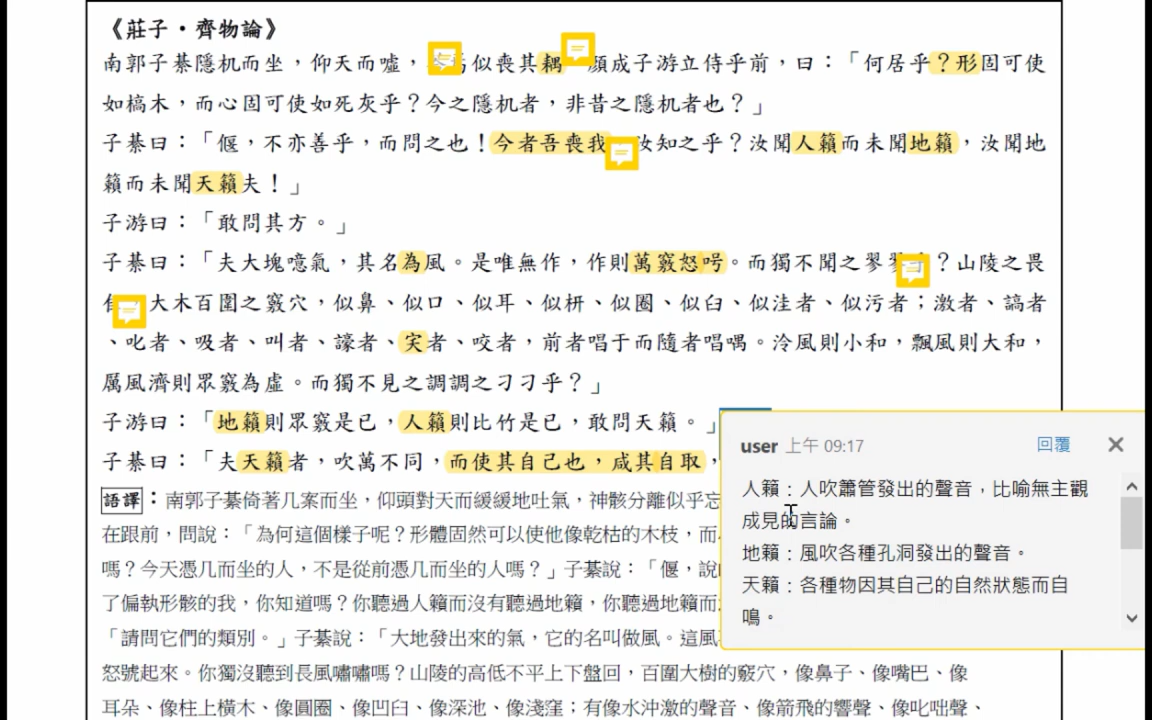 《莊子・齊物論》
南郭子綦隱机而坐，仰天而噓，似喪其耦 顏成子游立侍乎前，曰：「何居乎？形固可使
如槁木，而心固可使如死灰乎？今之隱机者，非昔之隱机者也？」
子綦曰：「偃，不亦善乎，而問之也！今者吾喪我 汝知之乎？汝聞人籟而未聞地籟，汝聞地
籟而未聞天籟夫！」
子游曰：「敢問其方。」
子綦曰：「夫大塊噫氣，其名為風。是唯無作，作則萬竅怒呺。而獨不聞之翏 ？山陵之畏
大木百圍之竅穴，似鼻、似口、似耳、似枅、似圈、似臼、似洼者、似污者；激者、謞者
、叱者、吸者、叫者、譹者、宎者、咬者，前者唱于而隨者唱喁。泠風則小和，飄風則大和，
厲風濟則眾竅為虛。而獨不見之調調之刁刁乎？」
子游曰：「地籟則眾竅是已，人籟則比竹是已，敢問天籟。」
子綦曰：「夫天籟者，吹萬不同，而使其自己也，咸其自取，
語譯：南郭子綦倚著几案而坐，仰頭對天而緩緩地吐氣，神骸分離似乎忘
在跟前，問說：「為何這個樣子呢？形體固然可以使他像乾枯的木枝，而
嗎？今天憑几而坐的人，不是從前憑几而坐的人嗎？」子綦說：「偃，說
了偏執形骸的我，你知道嗎？你聽過人籟而沒有聽過地籟，你聽過地籟而
「請問它們的類別。」子綦說：「大地發出來的氣，它的名叫做風。這風
怒號起來。你獨沒聽到長風嘯嘯嗎？山陵的高低不平上下盤回，百圍大樹的竅穴，像鼻子、像嘴巴、像
耳朵、像柱上橫木、像圓圈、像凹臼、像深池、像淺窪；有像水沖激的聲音、像箭飛的響聲、像叱咄聲、
user 上午 09:17 回覆
人籟：人吹簫管發出的聲音，比喻無主觀
成見的言論。
地籟：風吹各種孔洞發出的聲音。
天籟：各種物因其自己的自然狀態而自
鳴。